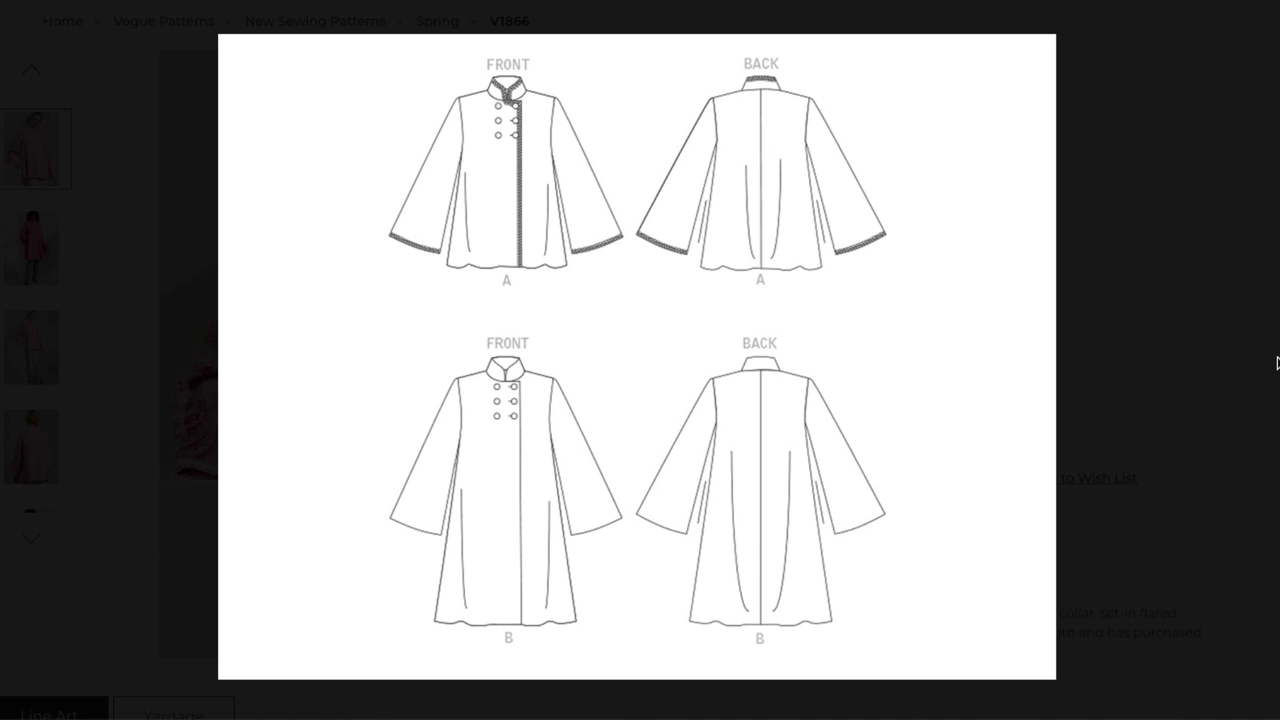 Home > Vogue Patterns > New Sewing Patterns > Spring > V1866
FRONT BACK
A A
FRONT BACK
to Wish List
collar, set-in flared
and has purchased
B B
Line Art Yardage